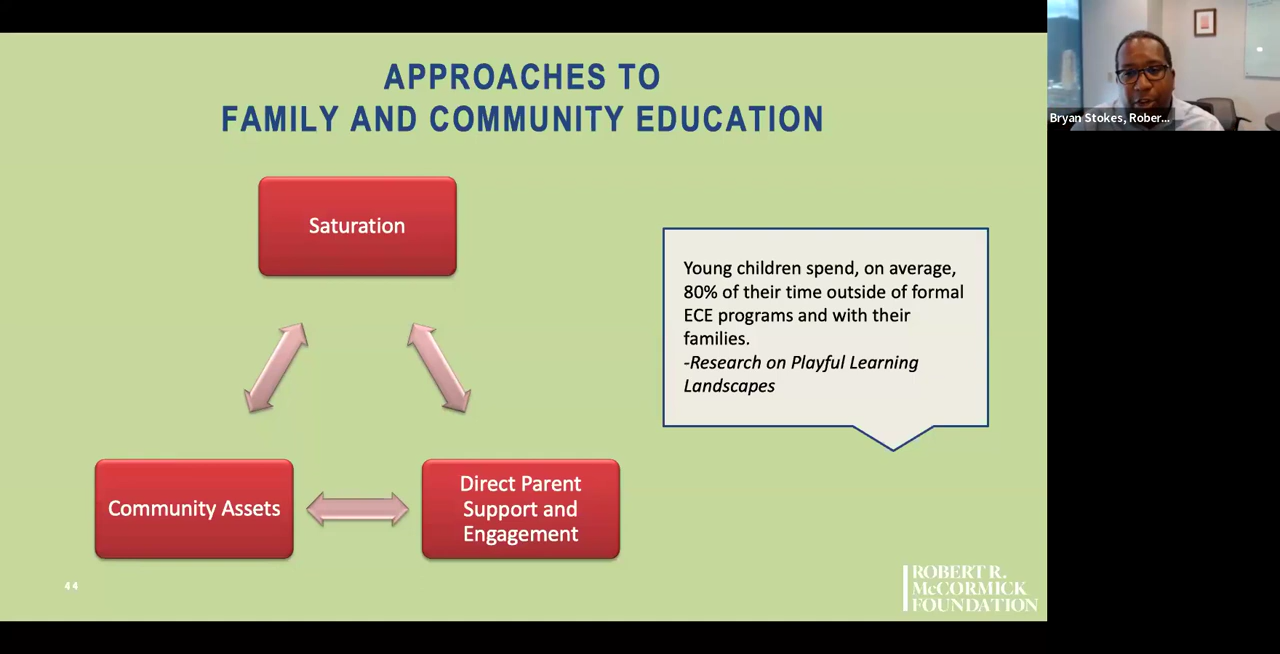 APPROACHES TO
FAMILY AND COMMUNITY EDUCATION
Saturation
Young children spend, on average,
80% of their time outside of formal
ECE programs and with their
families.
-Research on Playful Learning
Landscapes
Community Assets
Direct Parent
Support and
Engagement
44
ROBERT R.
McCORMICK
FOUNDATION
Bryan Stokes, Rober...